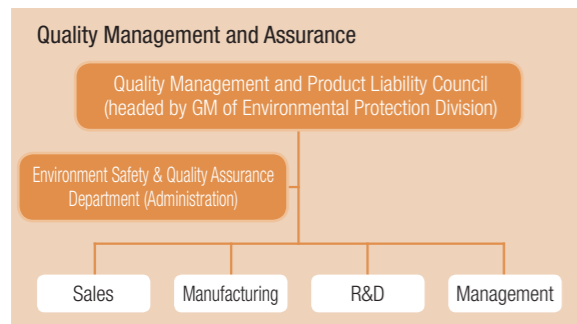 Quality Management and Assurance
Quality Management and Product Liability Council
(headed by GM of Environmental Protection Division)
Environment Safety & Quality Assurance
Department (Administration)
Sales
Manufacturing
R&D
Management